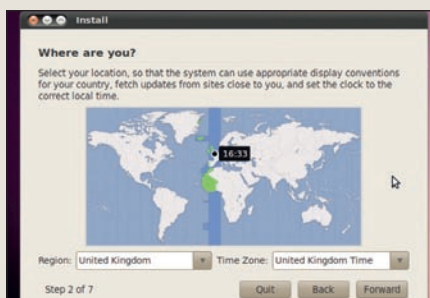 Install
Where are you?
Select your location, so that the system can use appropriate display conventions
for your country, fetch updates from sites close to you, and set the clock to the
correct local time.
16:33
Region: United Kingdom Time Zone: United Kingdom Time
Step 2 of 7 Quit Back Forward